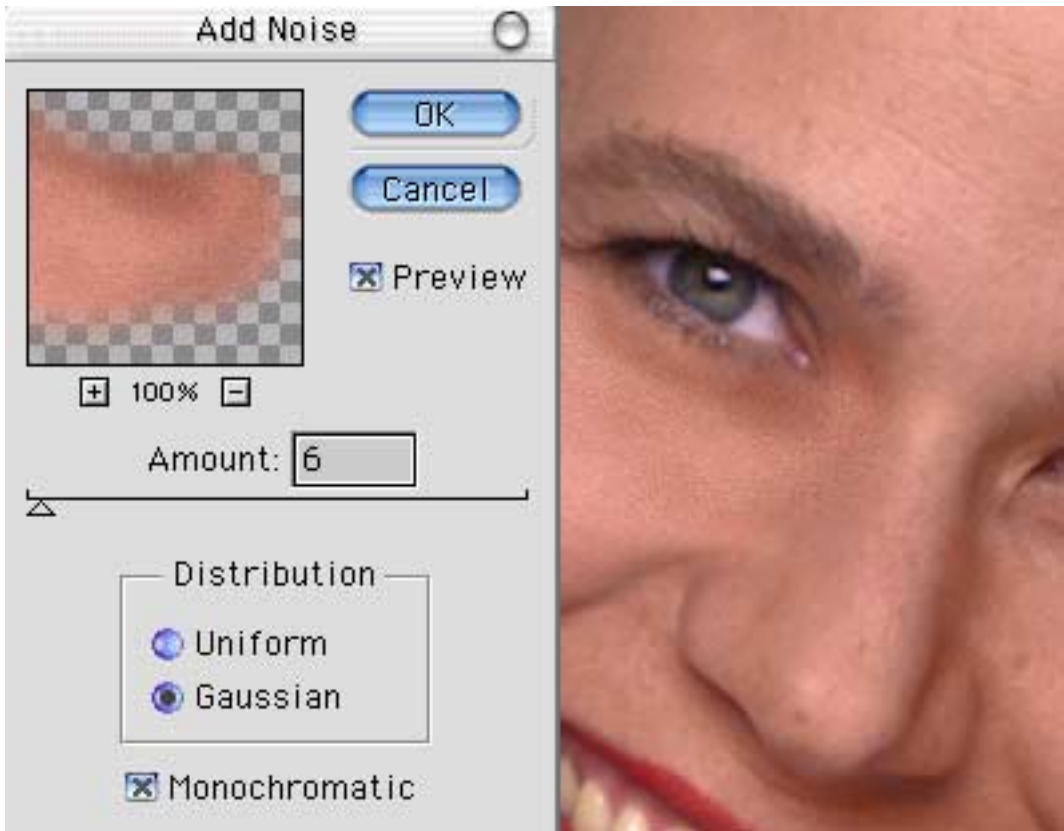 Add Noise
OK
Cancel
Preview
100%
Amount: 6
Distribution
Uniform
Gaussian
Monochromatic